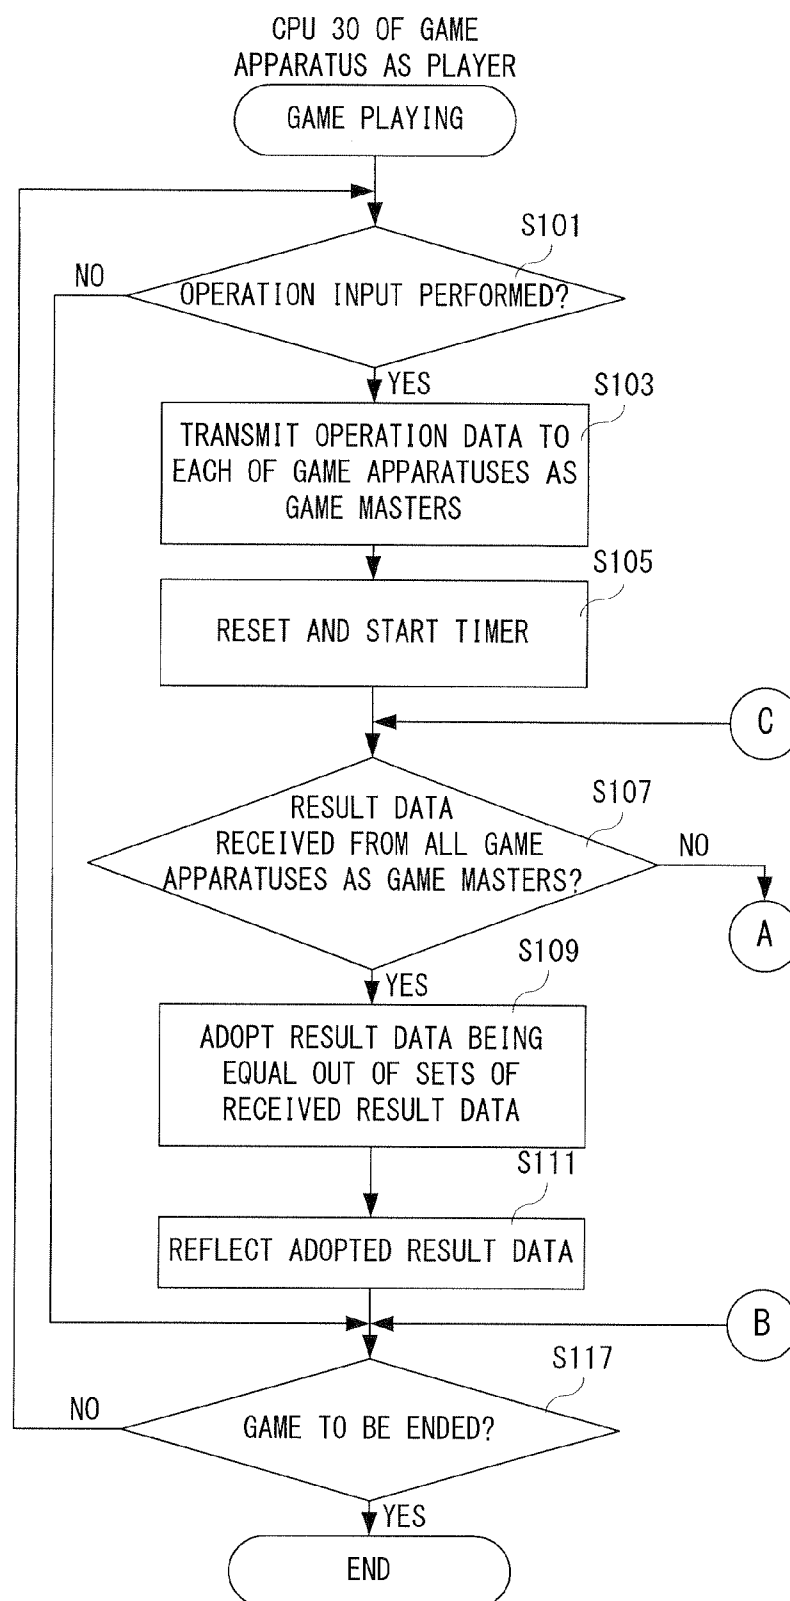 CPU 30 OF GAME
APPARATUS AS PLAYER
GAME PLAYING
S101
NO
OPERATION INPUT PERFORMED?
YES
S103
TRANSMIT OPERATION DATA TO
EACH OF GAME APPARATUSES AS
GAME MASTERS
S105
RESET AND START TIMER
C
S107
RESULT DATA
RECEIVED FROM ALL GAME
APPARATUSES AS GAME MASTERS?
NO
A
YES
S109
ADOPT RESULT DATA BEING
EQUAL OUT OF SETS OF
RECEIVED RESULT DATA
S111
REFLECT ADOPTED RESULT DATA
B
S117
NO
GAME TO BE ENDED?
YES
END